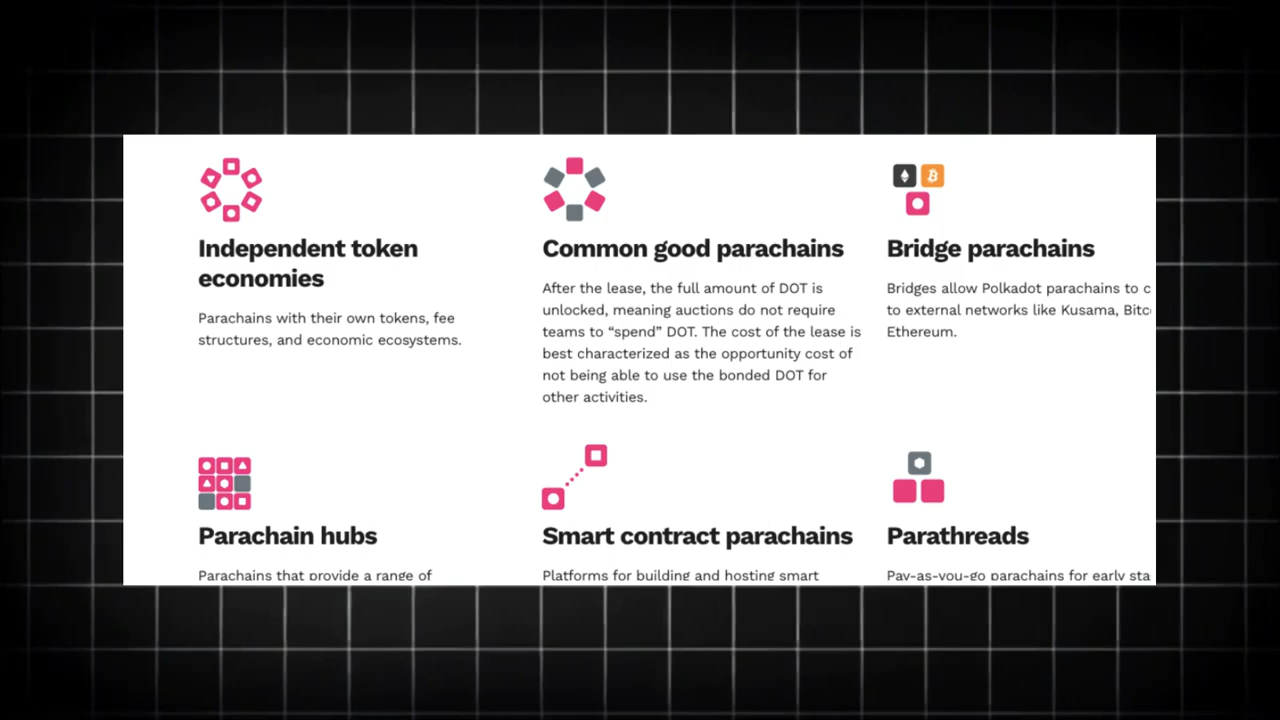 Independent token
economies
Parachains with their own tokens, fee
structures, and economic ecosystems.
Common good parachains
After the lease, the full amount of DOT is
unlocked, meaning auctions do not require
teams to “spend” DOT. The cost of the lease is
best characterized as the opportunity cost of
not being able to use the bonded DOT for
other activities.
Bridge parachains
Bridges allow Polkadot parachains to
to external networks like Kusama,
Ethereum.
Parachain hubs
Parachains that provide a range of
Smart contract parachains
Platforms for building and hosting smart
Parathreads
Pay-as-you-go parachains for early